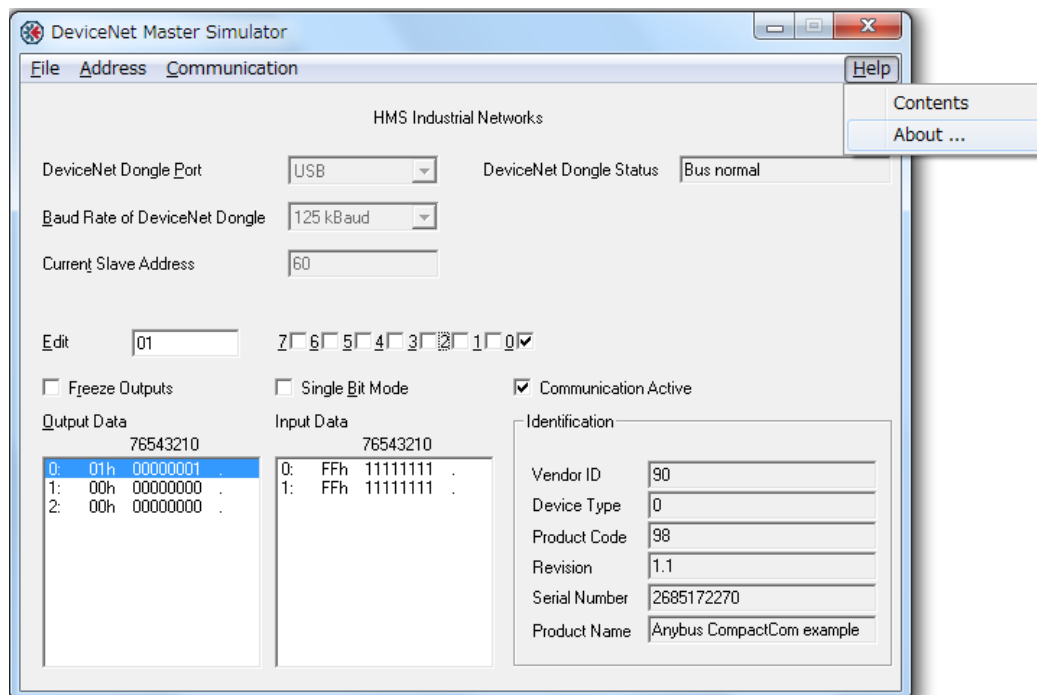 DeviceNet Master Simulator
File Address Communication Help
Contents
About ...
HMS Industrial Networks
DeviceNet Dongle Port USB DeviceNet Dongle Status Bus normal
Baud Rate of DeviceNet Dongle 125 kBaud
Current Slave Address 60
Edit 01 7 6 5 4 3 2 1 0
Freeze Outputs Single Bit Mode Communication Active
Output Data Input Data Identification
76543210 76543210
0: 01h 00000001 . 0: FFh 11111111 .
1: 00h 00000000 . 1: FFh 11111111 .
2: 00h 00000000 .
Vendor ID 90
Device Type 0
Product Code 98
Revision 1.1
Serial Number 2685172270
Product Name Anybus CompactCom example